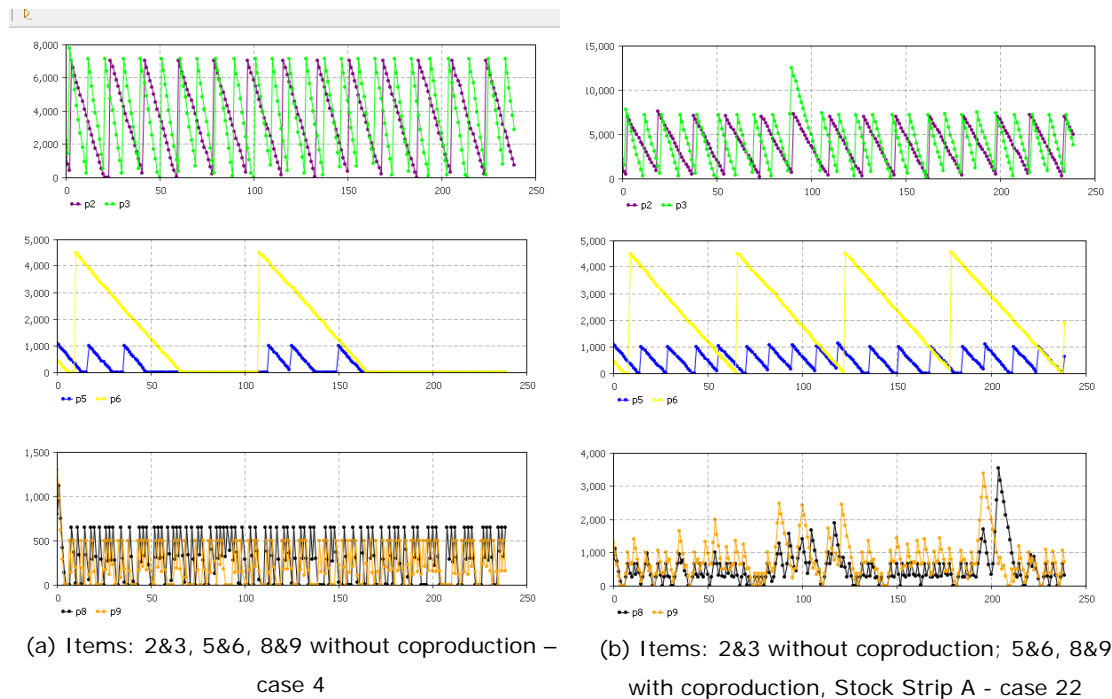 8,000
6,000
4,000
2,000
0
0 50 100 150 200 250
p2 p3
15,000
10,000
5,000
0
0 50 100 150 200 250
p2 p3
5,000
4,000
3,000
2,000
1,000
0
0 50 100 150 200 250
p5 p6
5,000
4,000
3,000
2,000
1,000
0
0 50 100 150 200 250
p5 p6
1,500
1,000
500
0
0 50 100 150 200 250
p8 p9
4,000
3,000
2,000
1,000
0
0 50 100 150 200 250
p8 p9
(a) Items: 2&3, 5&6, 8&9 without coproduction –
case 4
(b) Items: 2&3 without coproduction; 5&6, 8&9
with coproduction, Stock Strip A - case 22